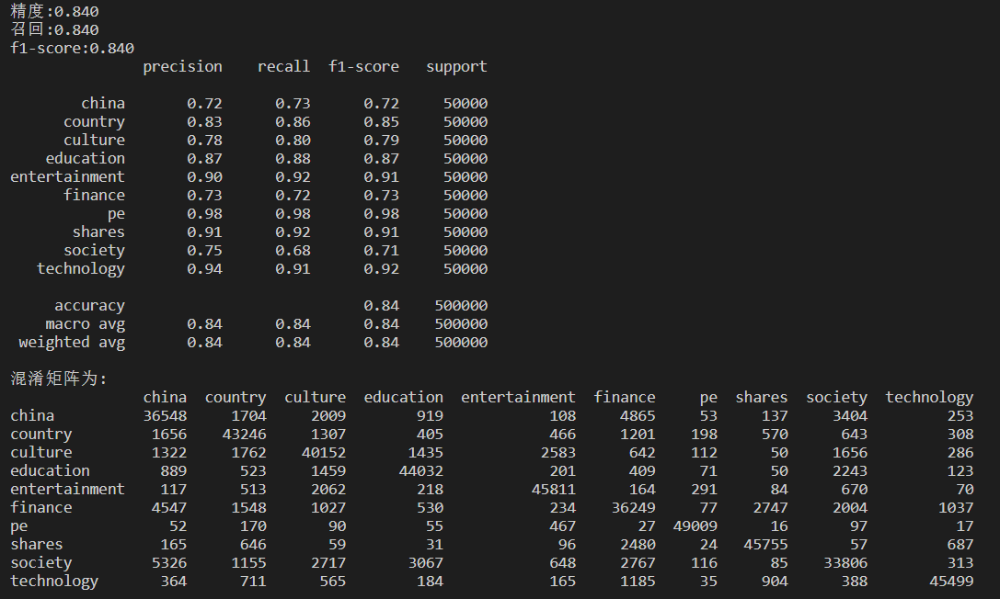 精度:0.840
召回:0.840
f1-score:0.840
precision recall f1-score support
china 0.72 0.73 0.72 50000
country 0.83 0.86 0.85 50000
culture 0.78 0.80 0.79 50000
education 0.87 0.88 0.87 50000
entertainment 0.90 0.92 0.91 50000
finance 0.73 0.72 0.73 50000
pe 0.98 0.98 0.98 50000
shares 0.91 0.92 0.91 50000
society 0.75 0.68 0.71 50000
technology 0.94 0.91 0.92 50000
accuracy 0.84 500000
macro avg 0.84 0.84 0.84 500000
weighted avg 0.84 0.84 0.84 500000
混淆矩阵为:
china country culture education entertainment finance pe shares society technology
china 36548 1704 2009 919 108 4865 53 137 3404 253
country 1656 43246 1307 405 466 1201 198 570 643 308
culture 1322 1762 40152 1435 2583 642 112 50 1656 286
education 889 523 1459 44032 201 409 71 50 2243 123
entertainment 117 513 2062 218 45811 164 291 84 670 70
finance 4547 1548 1027 530 234 36249 77 2747 2004 1037
pe 52 170 90 55 467 27 49009 16 97 17
shares 165 646 59 31 96 2480 24 45755 57 687
society 5326 1155 2717 3067 648 2767 116 85 33806 313
technology 364 711 565 184 165 1185 35 904 388 45499